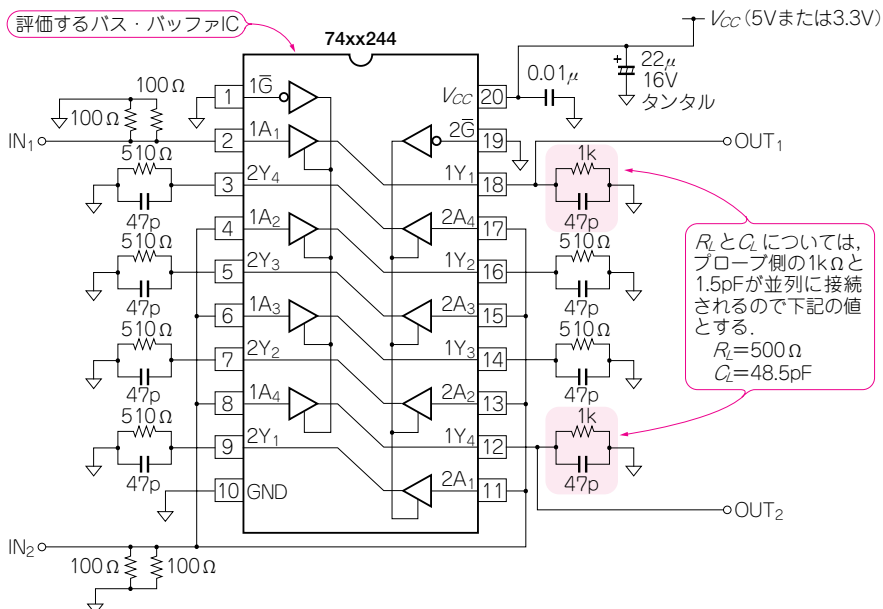 評価するバス・バッファIC
74xx244
VCC(5Vまたは3.3V)
22μ
16V
タンタル
0.01μ
100Ω
100Ω
IN1
1 1G̅
2 1A1
3 2Y4
4 1A2
5 2Y3
6 1A3
7 2Y2
8 1A4
9 2Y1
10 GND
VCC 20
2G̅ 19
1Y1 18
2A4 17
1Y2 16
2A3 15
1Y3 14
2A2 13
1Y4 12
2A1 11
510Ω
47p
510Ω
47p
510Ω
47p
510Ω
47p
OUT1
1k
47p
510Ω
47p
510Ω
47p
1k
47p
OUT2
RLとCLについては,
プローブ側の1kΩと
1.5pFが並列に接続
されるので下記の値
とする.
RL=500Ω
CL=48.5pF
IN2
100Ω
100Ω